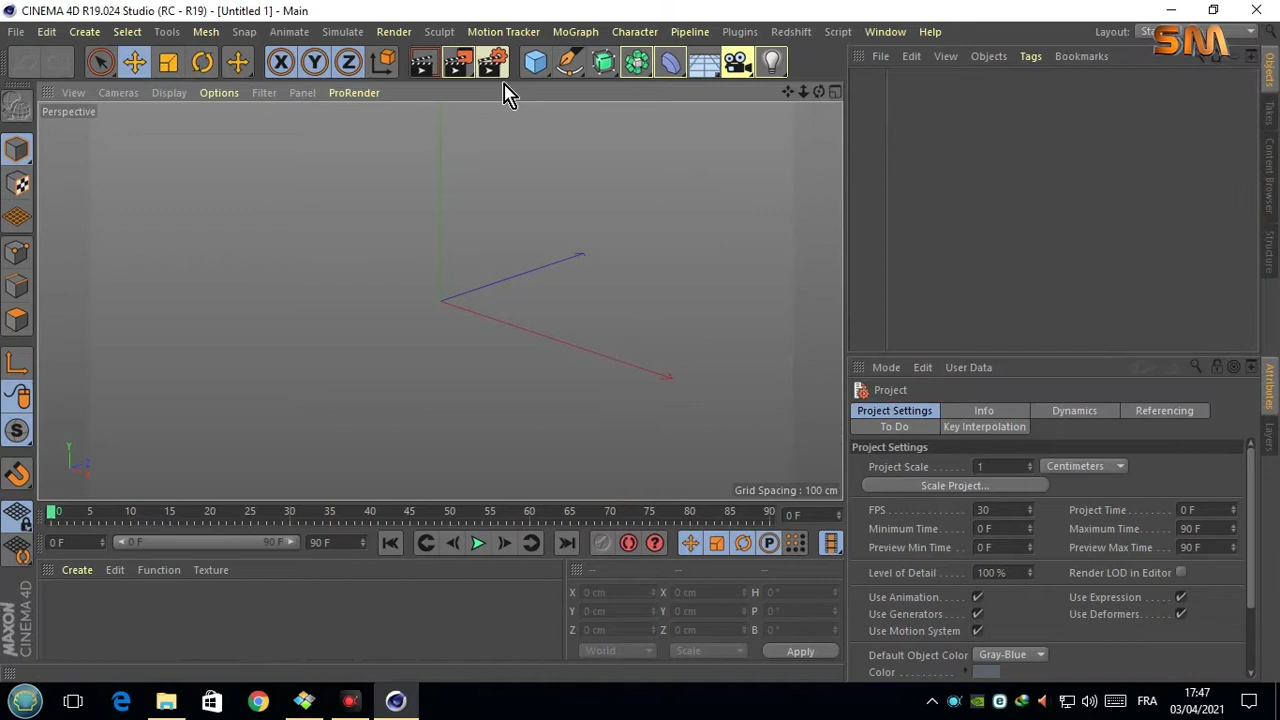 CINEMA 4D R19.024 Studio (RC - R19) - [Untitled 1] - Main
File Edit Create Select Tools Mesh Snap Animate Simulate Render Sculpt Motion Tracker MoGraph Character Pipeline Plugins Redshift Script Window Help Layout:
SM
File Edit View Objects Tags Bookmarks
View Cameras Display Options Filter Panel ProRender
Perspective
X Y Z
Objects
Takes
Content Browser
Structure
Y
Z
X
Grid Spacing : 100 cm
0 5 10 15 20 25 30 35 40 45 50 55 60 65 70 75 80 85 90 0 F
0 F 0 F 90 F 90 F
Create Edit Function Texture
-- -- --
X 0 cm X 0 cm H 0 °
Y 0 cm Y 0 cm P 0 °
Z 0 cm Z 0 cm B 0 °
World Scale Apply
MAXON
CINEMA 4D
Mode Edit User Data
Project
Project Settings Info Dynamics Referencing
To Do Key Interpolation
Project Settings
Project Scale 1 Centimeters
Scale Project...
FPS 30 Project Time 0 F
Minimum Time 0 F Maximum Time 90 F
Preview Min Time 0 F Preview Max Time 90 F
Level of Detail 100 % Render LOD in Editor
Use Animation Use Expression
Use Generators Use Deformers
Use Motion System
Default Object Color Gray-Blue
Color
Attributes
Layers
FRA
17:47
03/04/2021